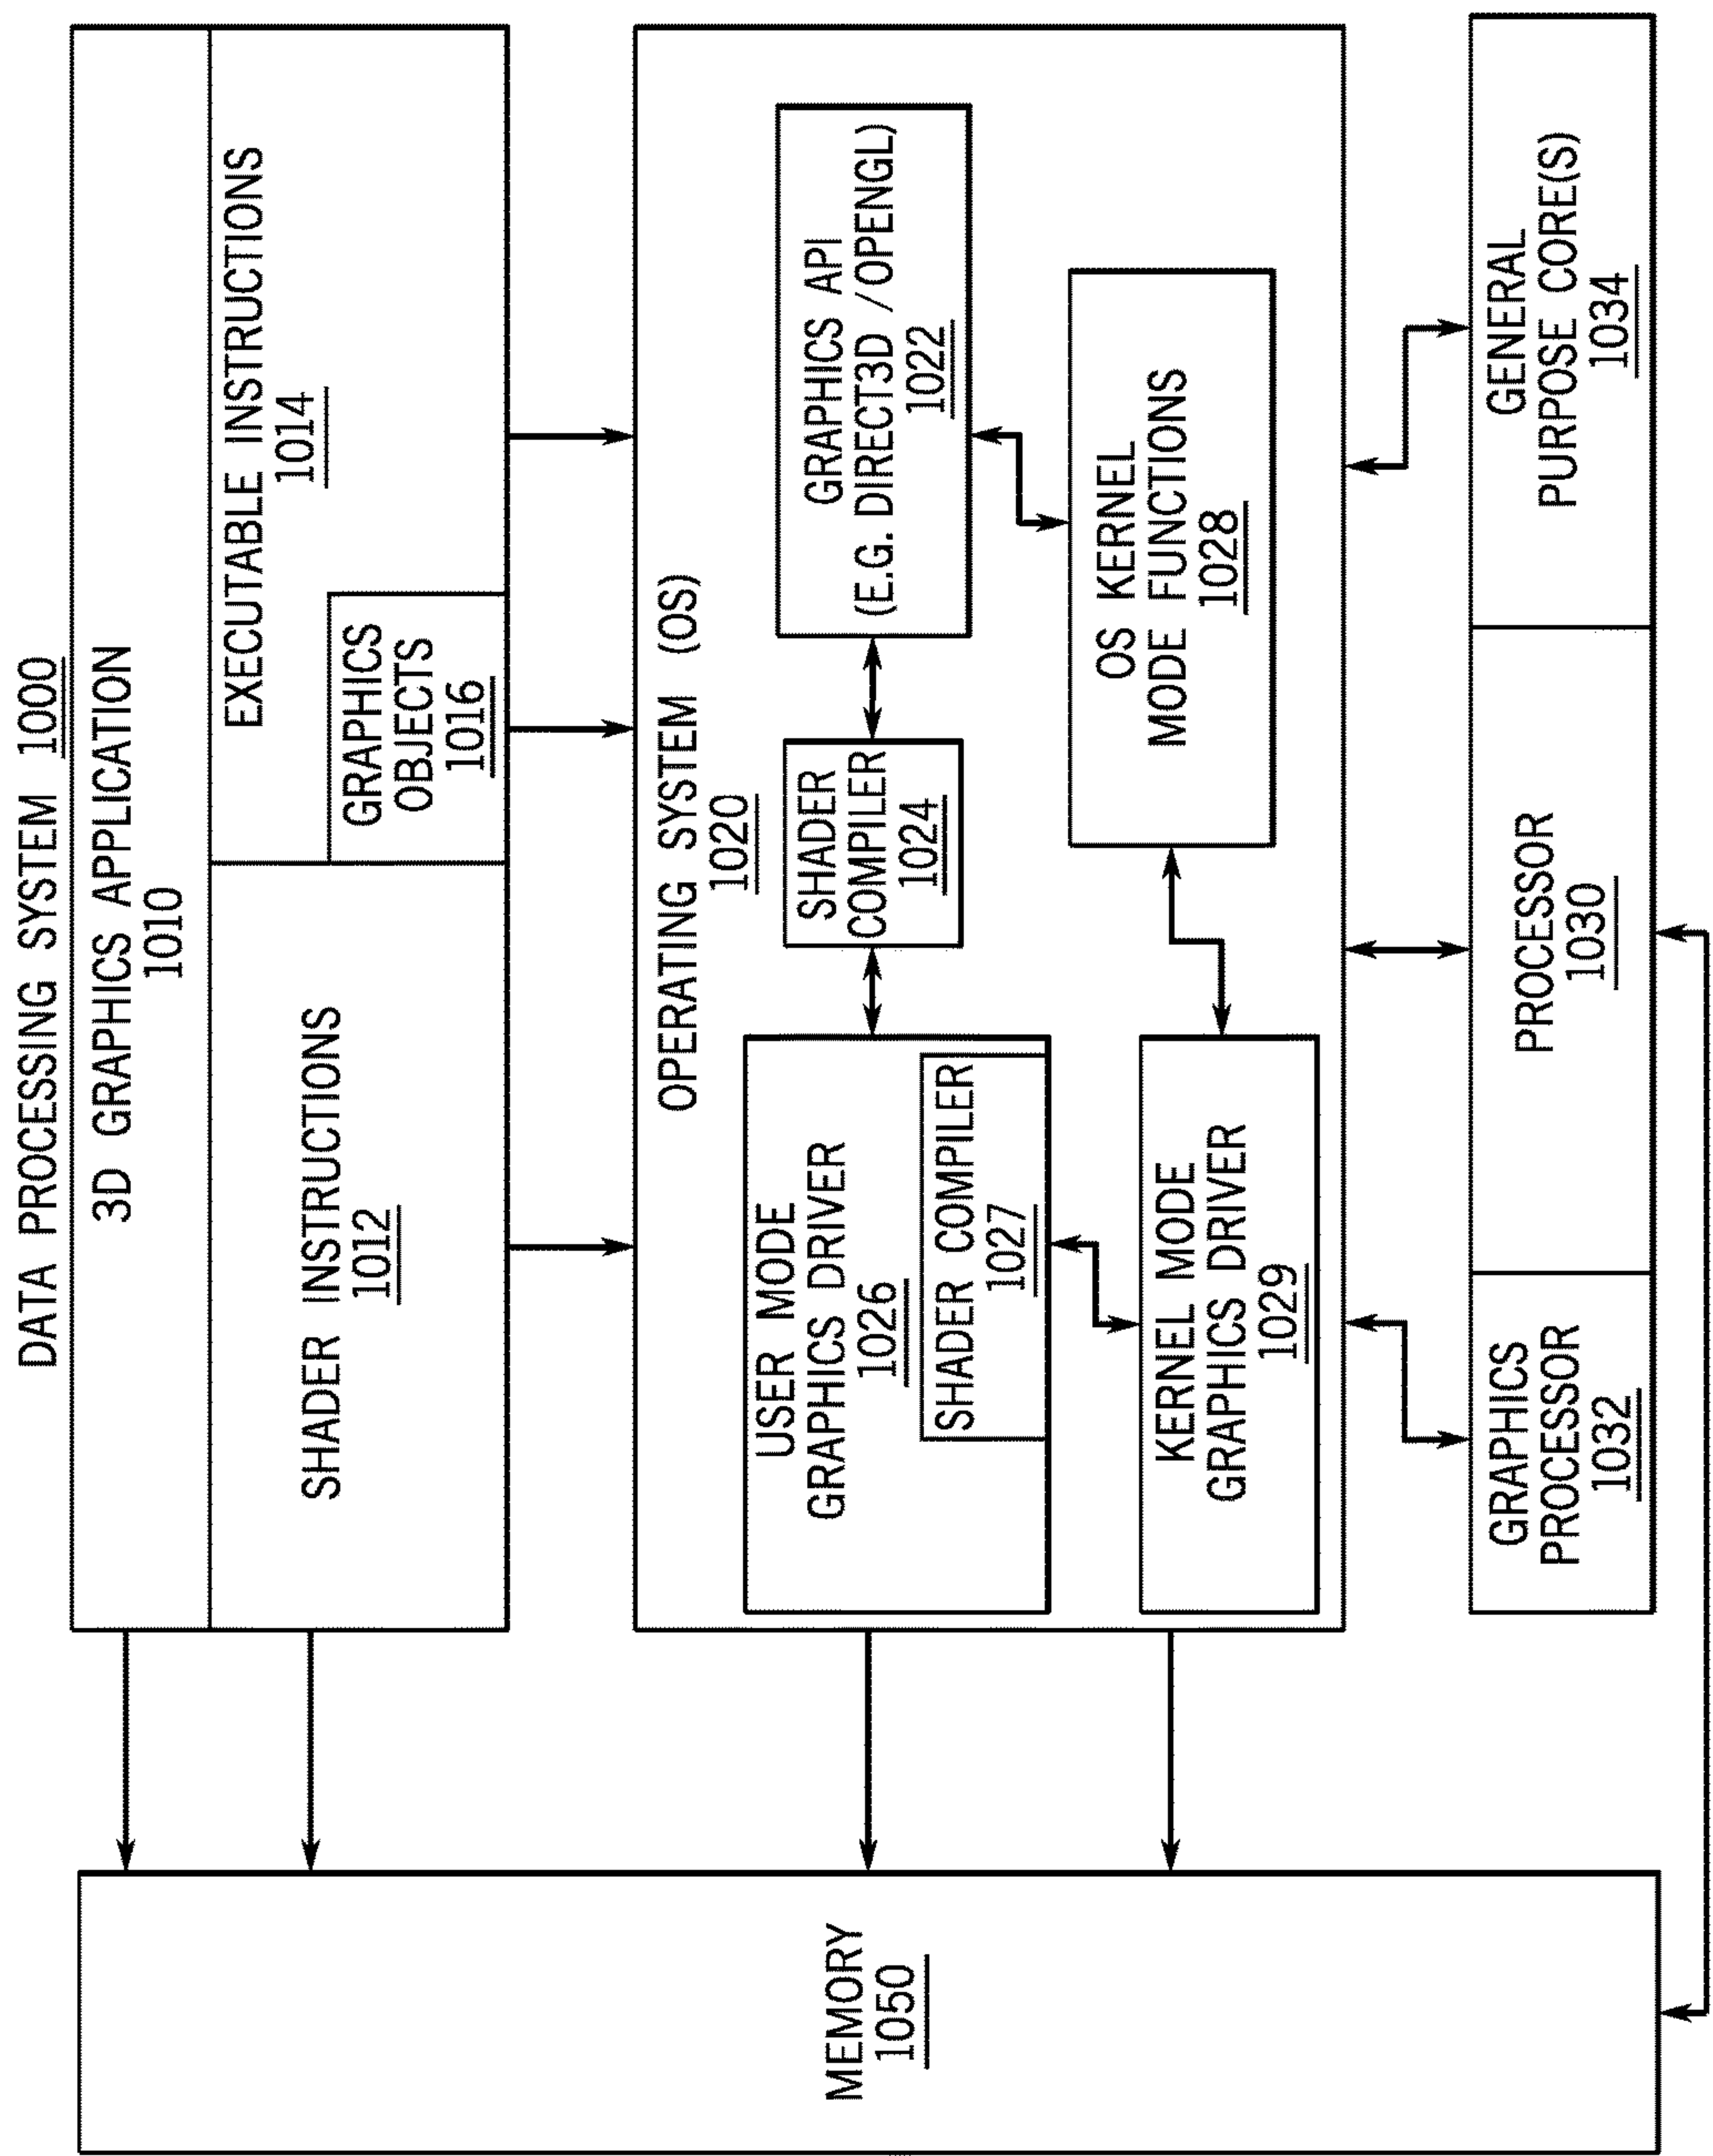 DATA PROCESSING SYSTEM 1000
3D GRAPHICS APPLICATION
1010
SHADER INSTRUCTIONS
1012
EXECUTABLE INSTRUCTIONS
1014
GRAPHICS
OBJECTS
1016
OPERATING SYSTEM (OS)
1020
USER MODE
GRAPHICS DRIVER
1026
SHADER COMPILER
1027
SHADER
COMPILER
1024
GRAPHICS API
(E.G. DIRECT3D /OPENGL)
1022
KERNEL MODE
GRAPHICS DRIVER
1029
OS KERNEL
MODE FUNCTIONS
1028
GRAPHICS
PROCESSOR
1032
PROCESSOR
1030
GENERAL
PURPOSE CORE(S)
1034
MEMORY
1050